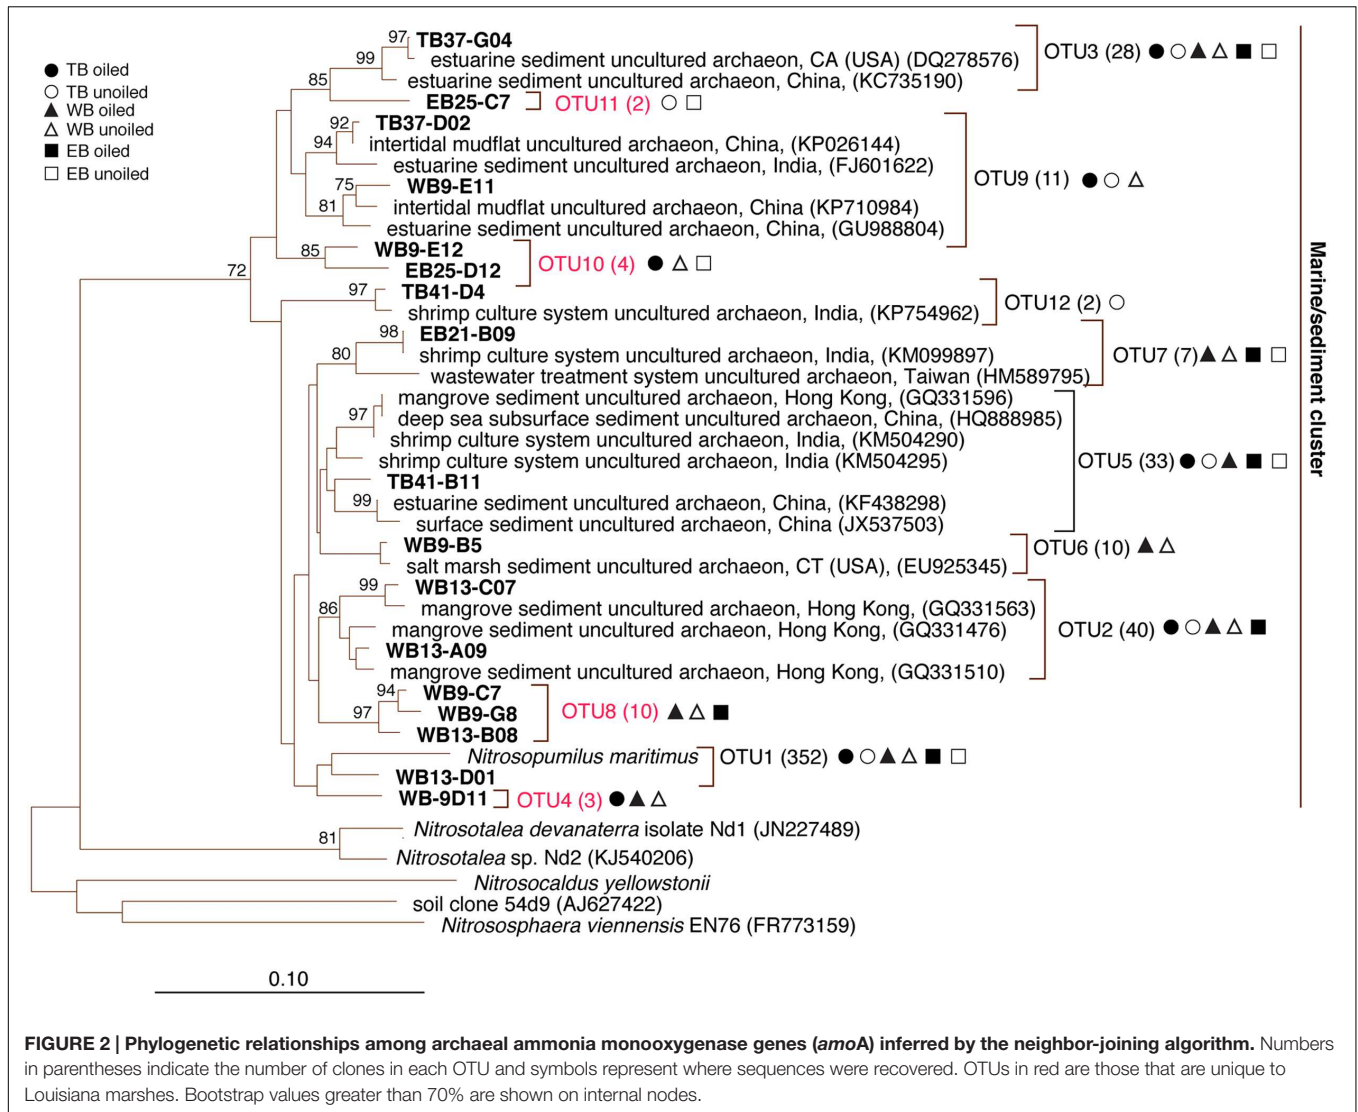 TB oiled
TB unoiled
WB oiled
WB unoiled
EB oiled
EB unoiled
97 TB37-G04
99 estuarine sediment uncultured archaeon, CA (USA) (DQ278576)
OTU3 (28)
85 estuarine sediment uncultured archaeon, China, (KC735190)
EB25-C7 OTU11 (2)
92 TB37-D02
94 intertidal mudflat uncultured archaeon, China, (KP026144)
estuarine sediment uncultured archaeon, India, (FJ601622)
OTU9 (11)
75 WB9-E11
81 intertidal mudflat uncultured archaeon, China (KP710984)
estuarine sediment uncultured archaeon, China, (GU988804)
85 WB9-E12
OTU10 (4)
72 EB25-D12
97 TB41-D4
OTU12 (2)
shrimp culture system uncultured archaeon, India, (KP754962)
98 EB21-B09
80 shrimp culture system uncultured archaeon, India, (KM099897)
OTU7 (7)
wastewater treatment system uncultured archaeon, Taiwan (HM589795)
mangrove sediment uncultured archaeon, Hong Kong, (GQ331596)
97 deep sea subsurface sediment uncultured archaeon, China, (HQ888985)
shrimp culture system uncultured archaeon, India, (KM504290)
shrimp culture system uncultured archaeon, India (KM504295)
OTU5 (33)
TB41-B11
99 estuarine sediment uncultured archaeon, China, (KF438298)
surface sediment uncultured archaeon, China (JX537503)
WB9-B5
OTU6 (10)
salt marsh sediment uncultured archaeon, CT (USA), (EU925345)
99 WB13-C07
86 mangrove sediment uncultured archaeon, Hong Kong, (GQ331563)
mangrove sediment uncultured archaeon, Hong Kong, (GQ331476)
OTU2 (40)
WB13-A09
mangrove sediment uncultured archaeon, Hong Kong, (GQ331510)
94 WB9-C7
97 WB9-G8 OTU8 (10)
WB13-B08
Nitrosopumilus maritimus OTU1 (352)
WB13-D01
WB-9D11 OTU4 (3)
Marine/sediment cluster
81 Nitrosotalea devanaterra isolate Nd1 (JN227489)
Nitrosotalea sp. Nd2 (KJ540206)
Nitrosocaldus yellowstonii
soil clone 54d9 (AJ627422)
Nitrososphaera viennensis EN76 (FR773159)
0.10
FIGURE 2 | Phylogenetic relationships among archaeal ammonia monooxygenase genes (amoA) inferred by the neighbor-joining algorithm. Numbers
in parentheses indicate the number of clones in each OTU and symbols represent where sequences were recovered. OTUs in red are those that are unique to
Louisiana marshes. Bootstrap values greater than 70% are shown on internal nodes.